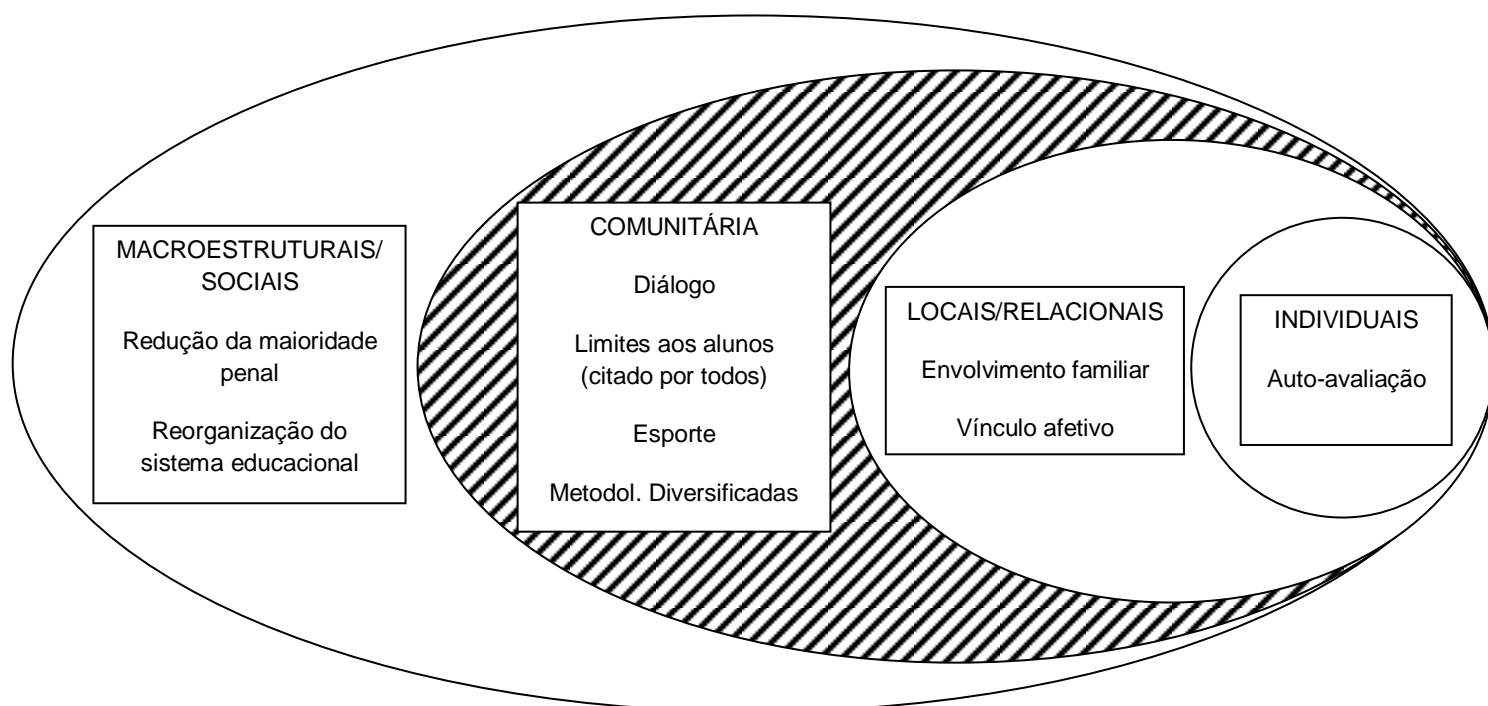 MACROESTRUTURAIS/
SOCIAIS
Redução da maioridade
penal
Reorganização do
sistema educacional
COMUNITÁRIA
Diálogo
Limites aos alunos
(citado por todos)
Esporte
Metodol. Diversificadas
LOCAIS/RELACIONAIS
Envolvimento familiar
Vínculo afetivo
INDIVIDUAIS
Auto-avaliação